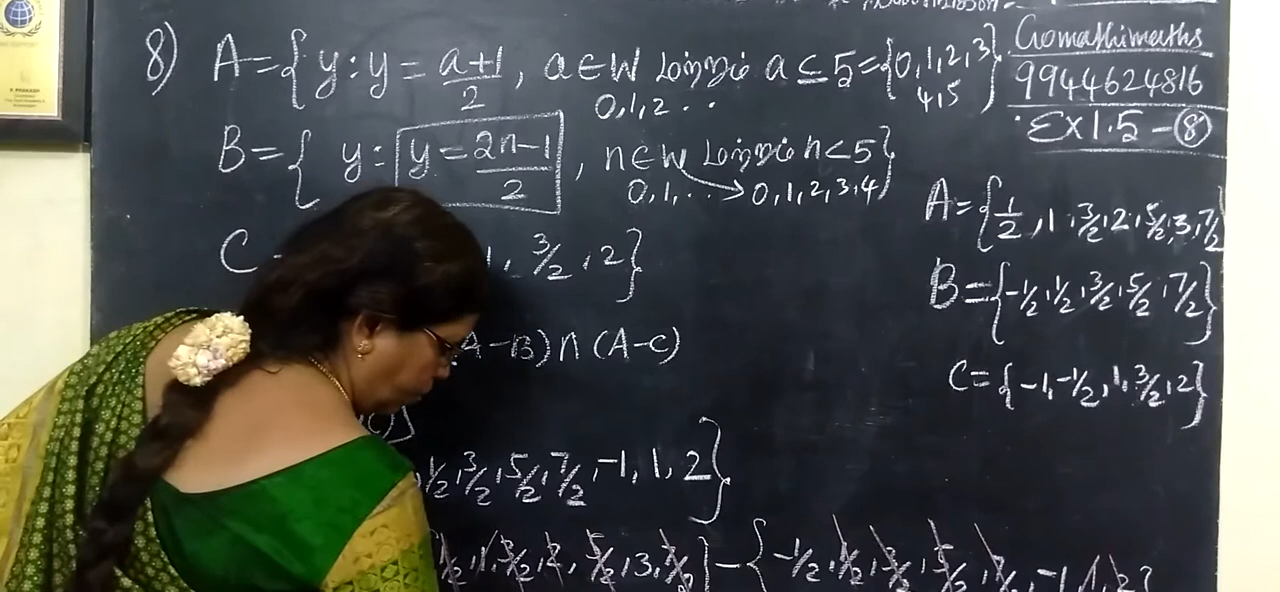 8) A={ y : y = a+1/2 , a∈W மற்றும் a ≤ 5 = {0,1,2,3
4,5}
0,1,2 . .
B={ y : y = 2n-1/2 , n∈W மற்றும் n<5}
0,1, . . → 0,1,2,3,4
C 1, 3/2 , 2}
A-B)∩(A-C)
1/2, 3/2, 5/2, 7/2, -1, 1, 2}
1/2, 1, 3/2, 2, 5/2, 3, 7/2} - {-1/2, 1/2, 3/2, 5/2, 7/2, -1, 1, 2}
Gomathimaths
9944624816
Ex 1.5 - 8
A={1/2, 1, 3/2, 2, 5/2, 3, 7/2
B={-1/2, 1/2, 3/2, 5/2, 7/2}
C={-1, -1/2, 1, 3/2, 2}